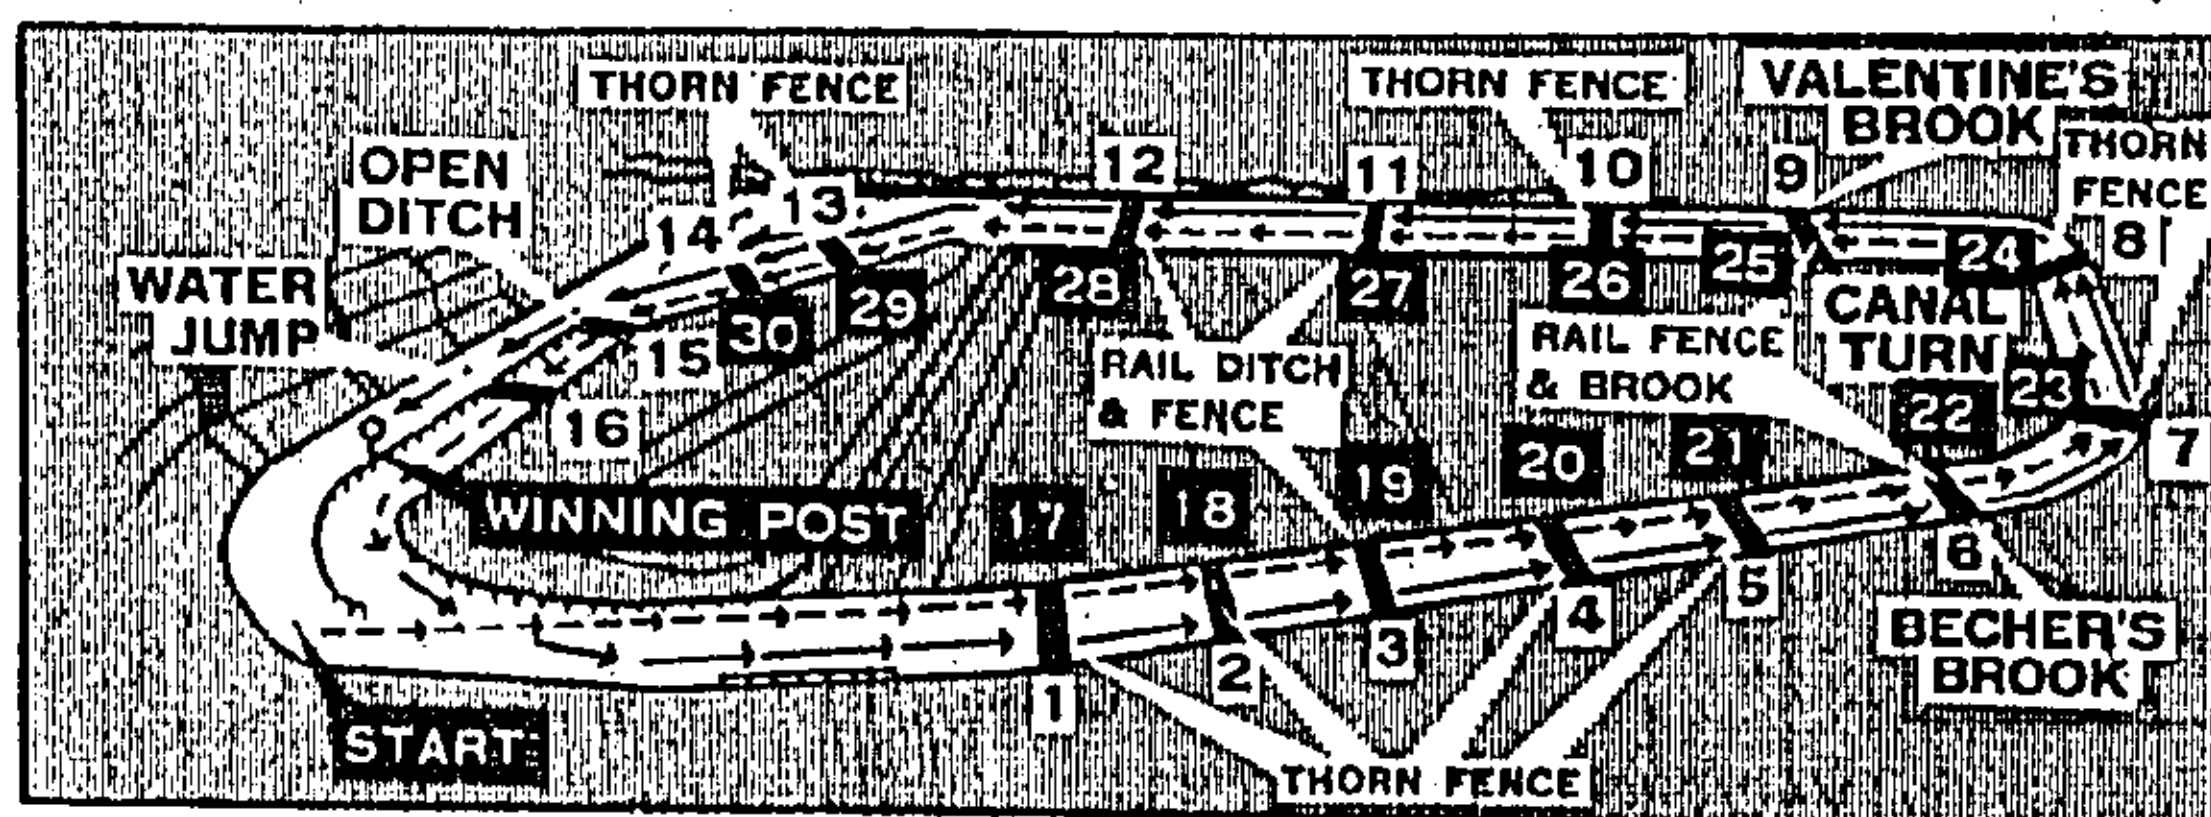 THORN FENCE
THORN FENCE
VALENTINE'S
BROOK
THORN
FENCE
OPEN
DITCH
WATER
JUMP
14
13
12
11
10
9
8
30
29
28
27
26
25
24
15
16
RAIL DITCH
& FENCE
RAIL FENCE
& BROOK
CANAL
TURN
WINNING POST
17
18
19
20
21
22
23
7
1
2
3
4
5
6
BECHER'S
BROOK
START
THORN FENCE